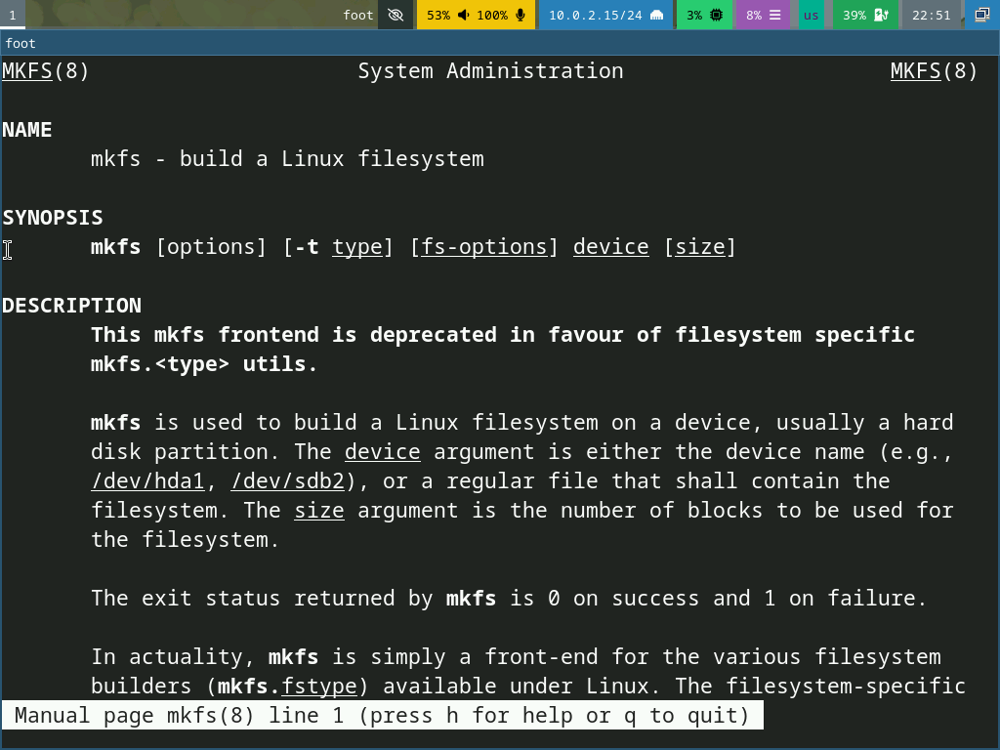 1 foot 53% 100% 10.0.2.15/24 3% 8% us 39% 22:51
foot
MKFS(8) System Administration MKFS(8)
NAME
mkfs - build a Linux filesystem
SYNOPSIS
mkfs [options] [-t type] [fs-options] device [size]
DESCRIPTION
This mkfs frontend is deprecated in favour of filesystem specific
mkfs.<type> utils.
mkfs is used to build a Linux filesystem on a device, usually a hard
disk partition. The device argument is either the device name (e.g.,
/dev/hda1, /dev/sdb2), or a regular file that shall contain the
filesystem. The size argument is the number of blocks to be used for
the filesystem.
The exit status returned by mkfs is 0 on success and 1 on failure.
In actuality, mkfs is simply a front-end for the various filesystem
builders (mkfs.fstype) available under Linux. The filesystem-specific
Manual page mkfs(8) line 1 (press h for help or q to quit)